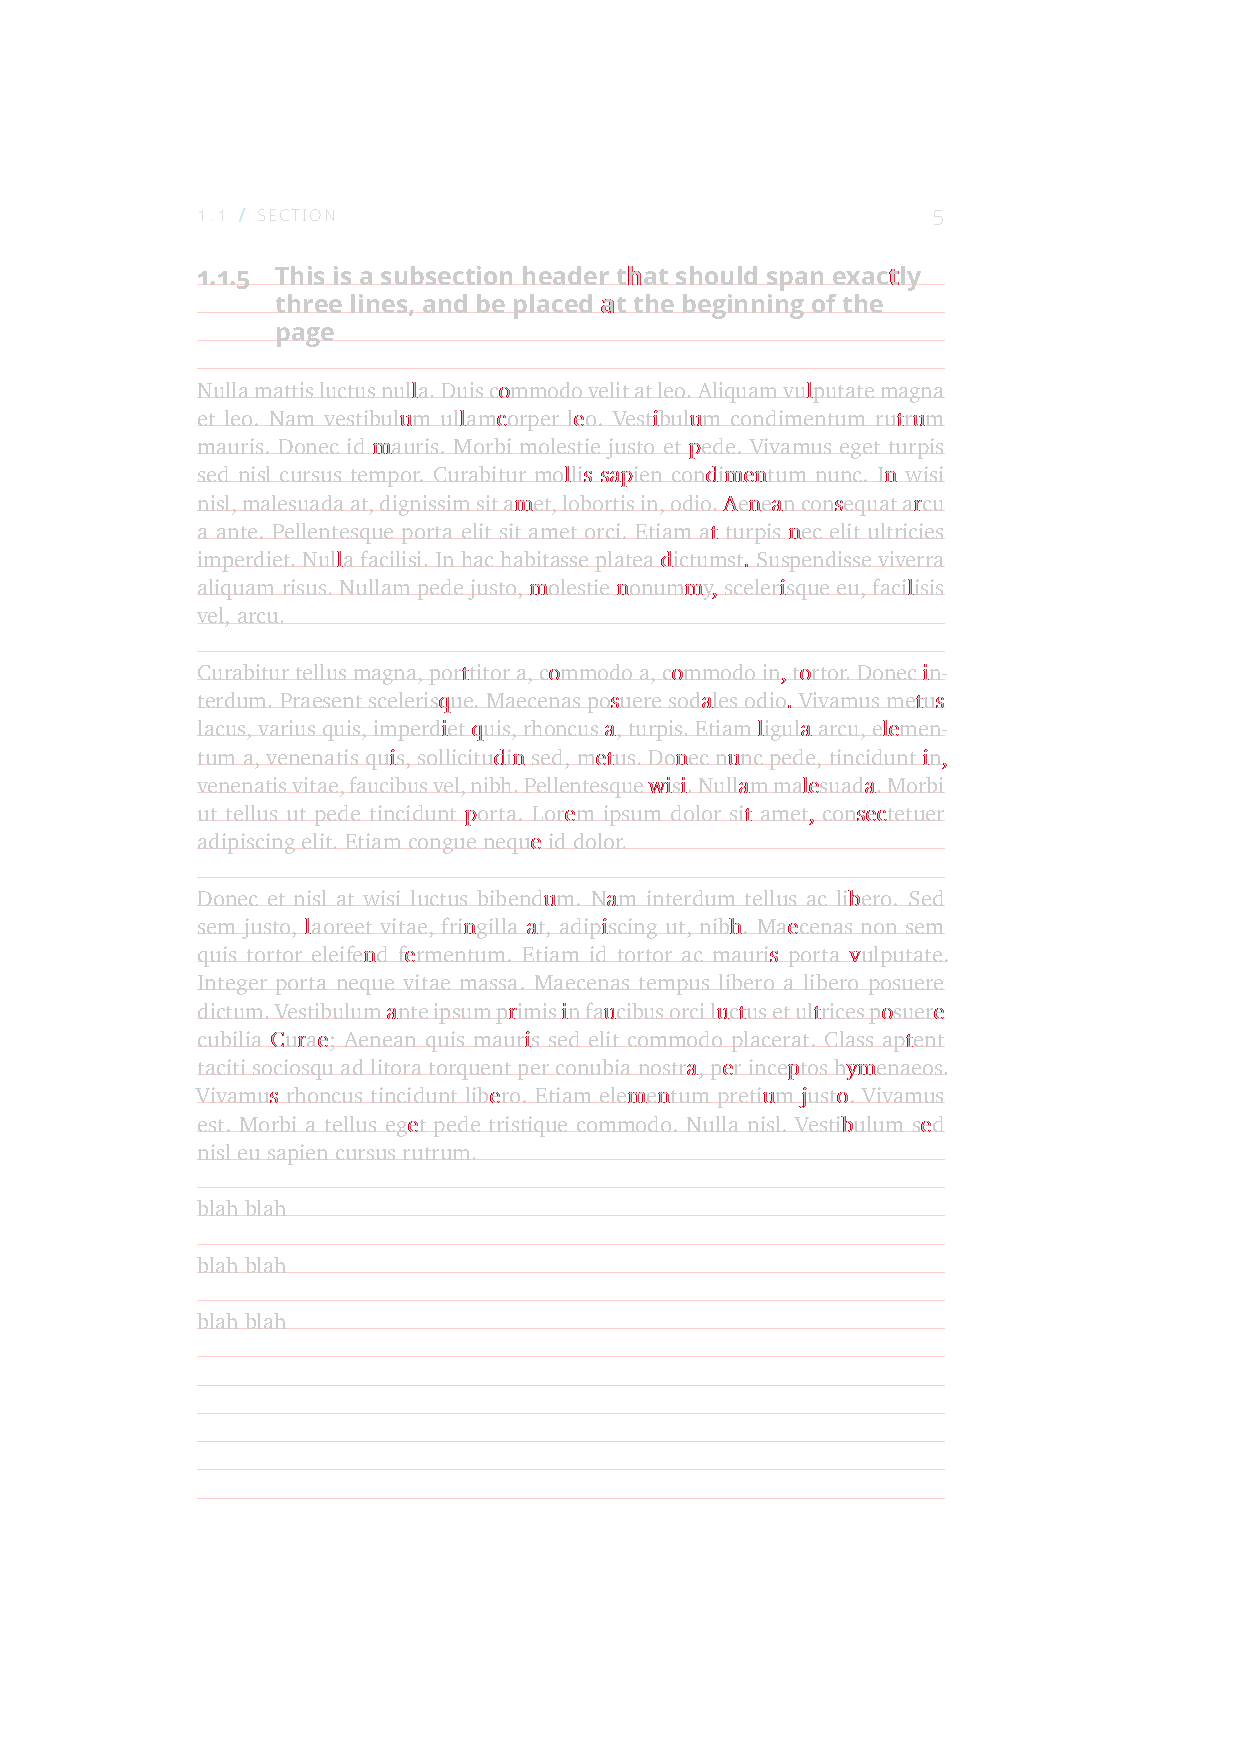 1.1 / SECTION 5
1.1.5 This is a subsection header that should span exactly
three lines, and be placed at the beginning of the
page
Nulla mattis luctus nulla. Duis commodo velit at leo. Aliquam vulputate magna
et leo. Nam vestibulum ullamcorper leo. Vestibulum condimentum rutrum
mauris. Donec id mauris. Morbi molestie justo et pede. Vivamus eget turpis
sed nisl cursus tempor. Curabitur mollis sapien condimentum nunc. In wisi
nisl, malesuada at, dignissim sit amet, lobortis in, odio. Aenean consequat arcu
a ante. Pellentesque porta elit sit amet orci. Etiam at turpis nec elit ultricies
imperdiet. Nulla facilisi. In hac habitasse platea dictumst. Suspendisse viverra
aliquam risus. Nullam pede justo, molestie nonummy, scelerisque eu, facilisis
vel, arcu.
Curabitur tellus magna, porttitor a, commodo a, commodo in, tortor. Donec in-
terdum. Praesent scelerisque. Maecenas posuere sodales odio. Vivamus metus
lacus, varius quis, imperdiet quis, rhoncus a, turpis. Etiam ligula arcu, elemen-
tum a, venenatis quis, sollicitudin sed, metus. Donec nunc pede, tincidunt in,
venenatis vitae, faucibus vel, nibh. Pellentesque wisi. Nullam malesuada. Morbi
ut tellus ut pede tincidunt porta. Lorem ipsum dolor sit amet, consectetuer
adipiscing elit. Etiam congue neque id dolor.
Donec et nisl at wisi luctus bibendum. Nam interdum tellus ac libero. Sed
sem justo, laoreet vitae, fringilla at, adipiscing ut, nibh. Maecenas non sem
quis tortor eleifend fermentum. Etiam id tortor ac mauris porta vulputate.
Integer porta neque vitae massa. Maecenas tempus libero a libero posuere
dictum. Vestibulum ante ipsum primis in faucibus orci luctus et ultrices posuere
cubilia Curae; Aenean quis mauris sed elit commodo placerat. Class aptent
taciti sociosqu ad litora torquent per conubia nostra, per inceptos hymenaeos.
Vivamus rhoncus tincidunt libero. Etiam elementum pretium justo. Vivamus
est. Morbi a tellus eget pede tristique commodo. Nulla nisl. Vestibulum sed
nisl eu sapien cursus rutrum.
blah blah
blah blah
blah blah